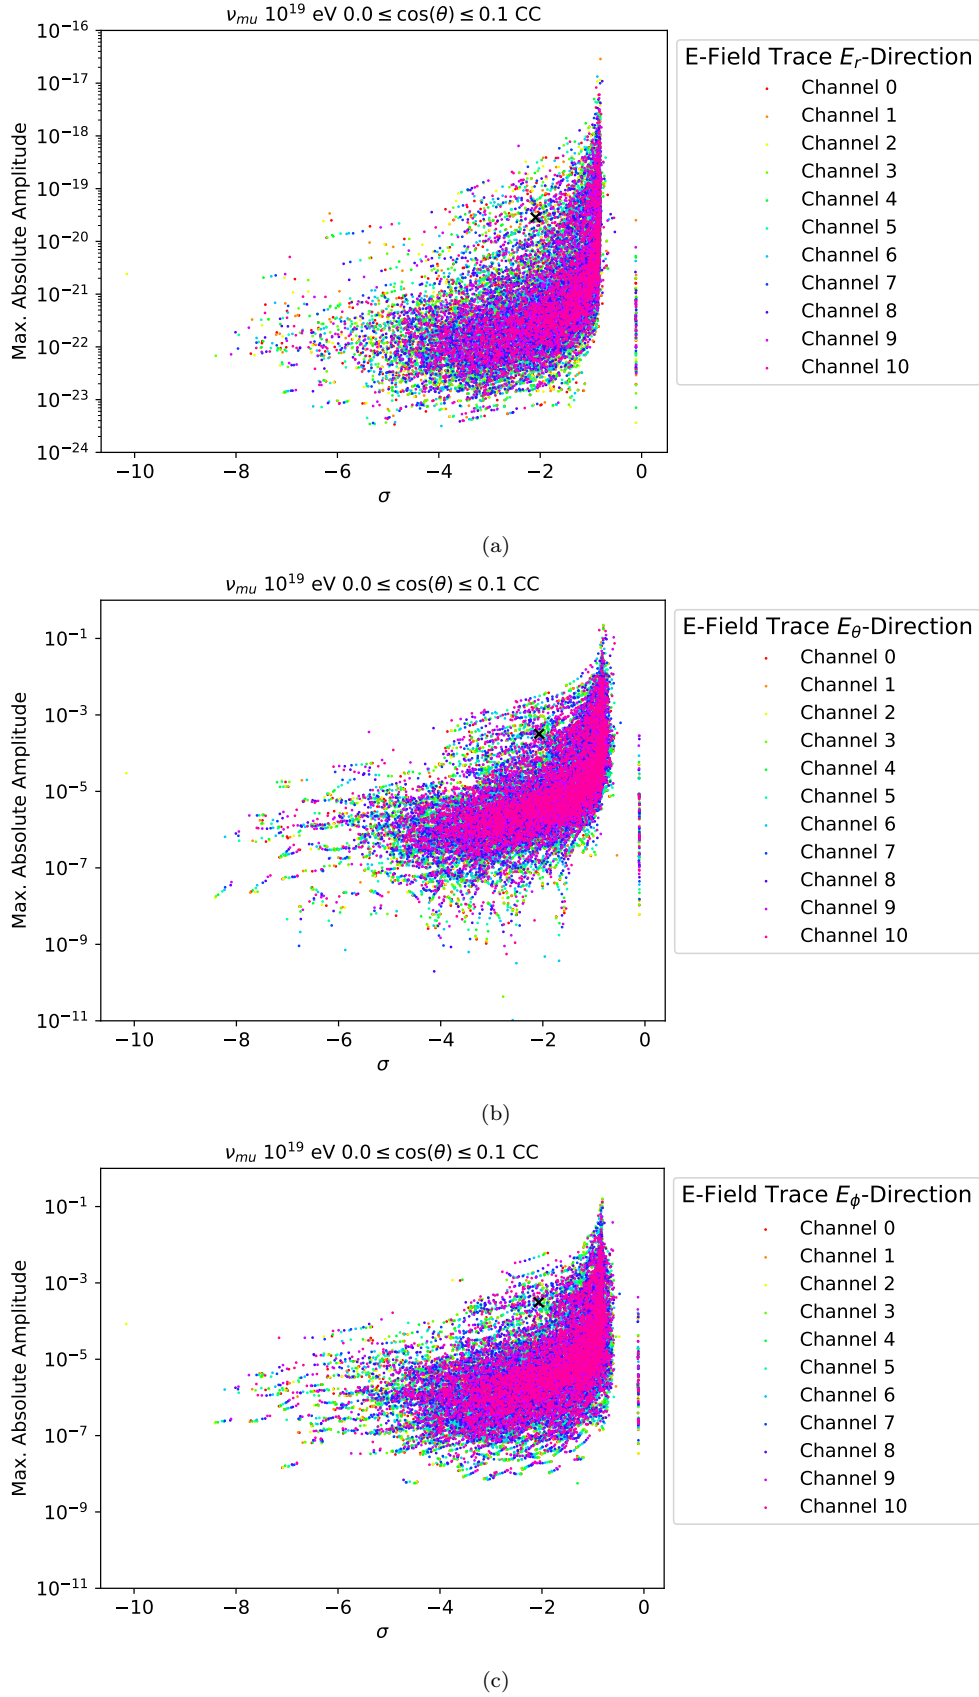 ν_mu 10^19 eV 0.0 ≤ cos(θ) ≤ 0.1 CC
10^−16
10^−17
10^−18
10^−19
10^−20
10^−21
10^−22
10^−23
10^−24
Max. Absolute Amplitude
−10 −8 −6 −4 −2 0
σ
E-Field Trace E_r-Direction
Channel 0
Channel 1
Channel 2
Channel 3
Channel 4
Channel 5
Channel 6
Channel 7
Channel 8
Channel 9
Channel 10
(a)
ν_mu 10^19 eV 0.0 ≤ cos(θ) ≤ 0.1 CC
10^−1
10^−3
10^−5
10^−7
10^−9
10^−11
Max. Absolute Amplitude
−10 −8 −6 −4 −2 0
σ
E-Field Trace E_θ-Direction
Channel 0
Channel 1
Channel 2
Channel 3
Channel 4
Channel 5
Channel 6
Channel 7
Channel 8
Channel 9
Channel 10
(b)
ν_mu 10^19 eV 0.0 ≤ cos(θ) ≤ 0.1 CC
10^−1
10^−3
10^−5
10^−7
10^−9
10^−11
Max. Absolute Amplitude
−10 −8 −6 −4 −2 0
σ
E-Field Trace E_ϕ-Direction
Channel 0
Channel 1
Channel 2
Channel 3
Channel 4
Channel 5
Channel 6
Channel 7
Channel 8
Channel 9
Channel 10
(c)